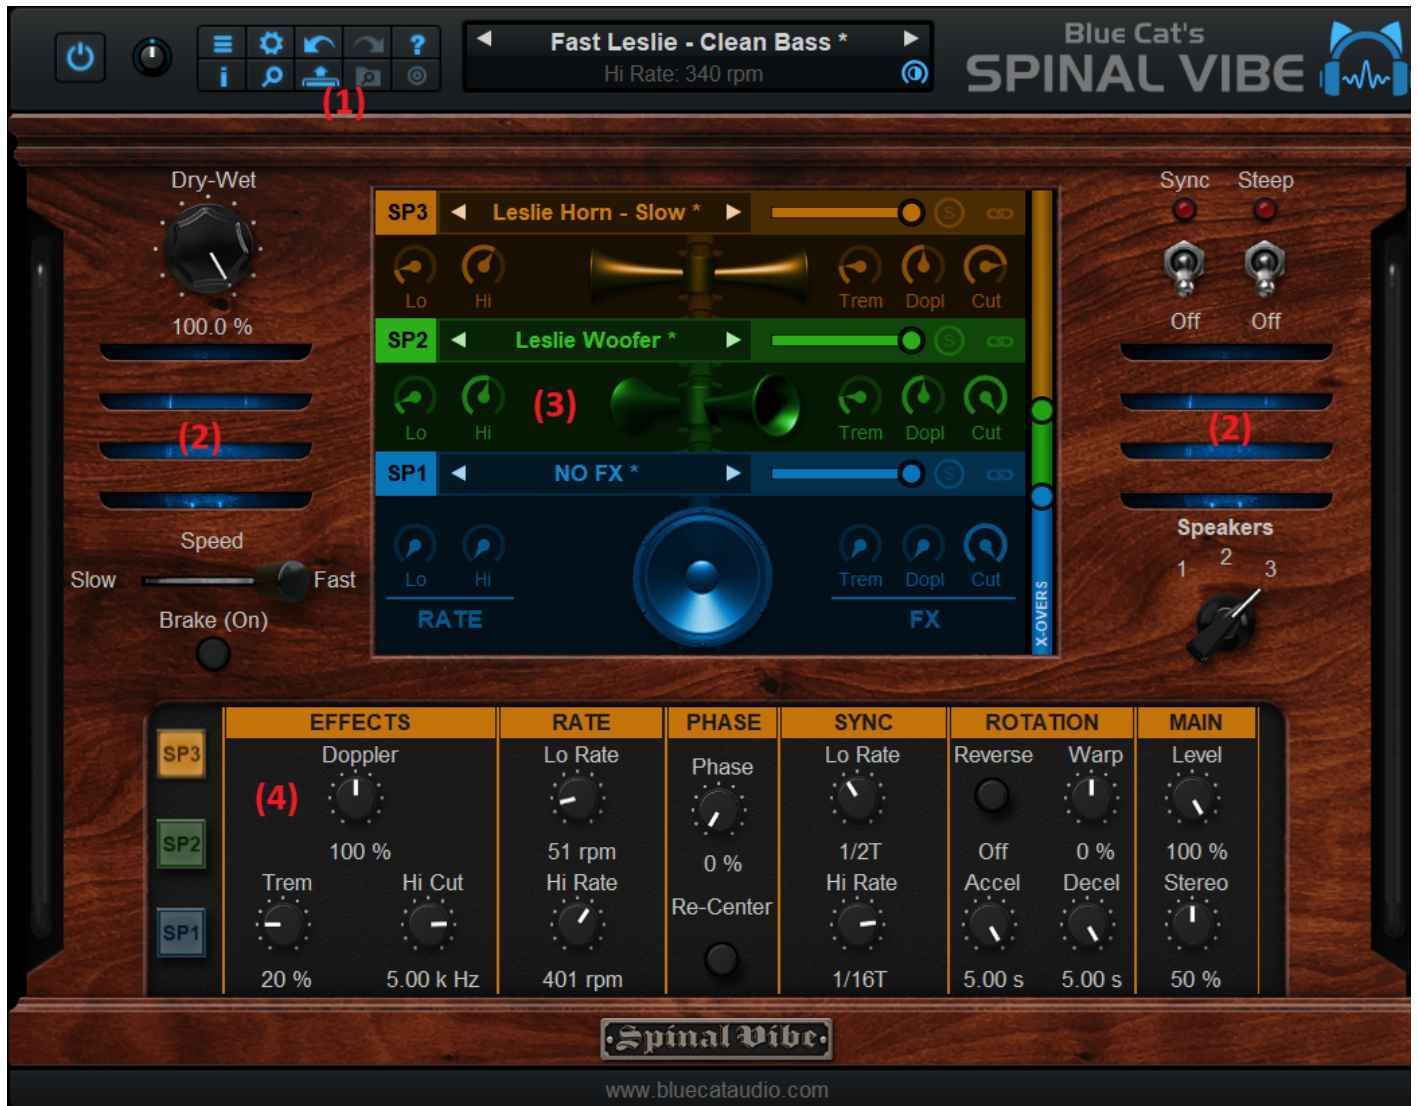 Blue Cat's
SPINAL VIBE
Fast Leslie - Clean Bass *
Hi Rate: 340 rpm
?
i
(1)
Dry-Wet
100.0 %
(2)
Speed
Slow Fast
Brake (On)
SP3 Leslie Horn - Slow * S
Lo Hi Trem Dopl Cut
SP2 Leslie Woofer * S
(3)
Lo Hi Trem Dopl Cut
SP1 NO FX * S
Lo Hi Trem Dopl Cut
RATE FX
X-OVERS
Sync Steep
Off Off
(2)
Speakers
1 2 3
SP3
SP2
SP1
EFFECTS RATE PHASE SYNC ROTATION MAIN
Doppler Lo Rate Phase Lo Rate Reverse Warp Level
(4)
100 % 51 rpm 0 % 1/2T Off 0 % 100 %
Trem Hi Cut Hi Rate Re-Center Hi Rate Accel Decel Stereo
20 % 5.00 k Hz 401 rpm 1/16T 5.00 s 5.00 s 50 %
Spinal Vibe
www.bluecataudio.com